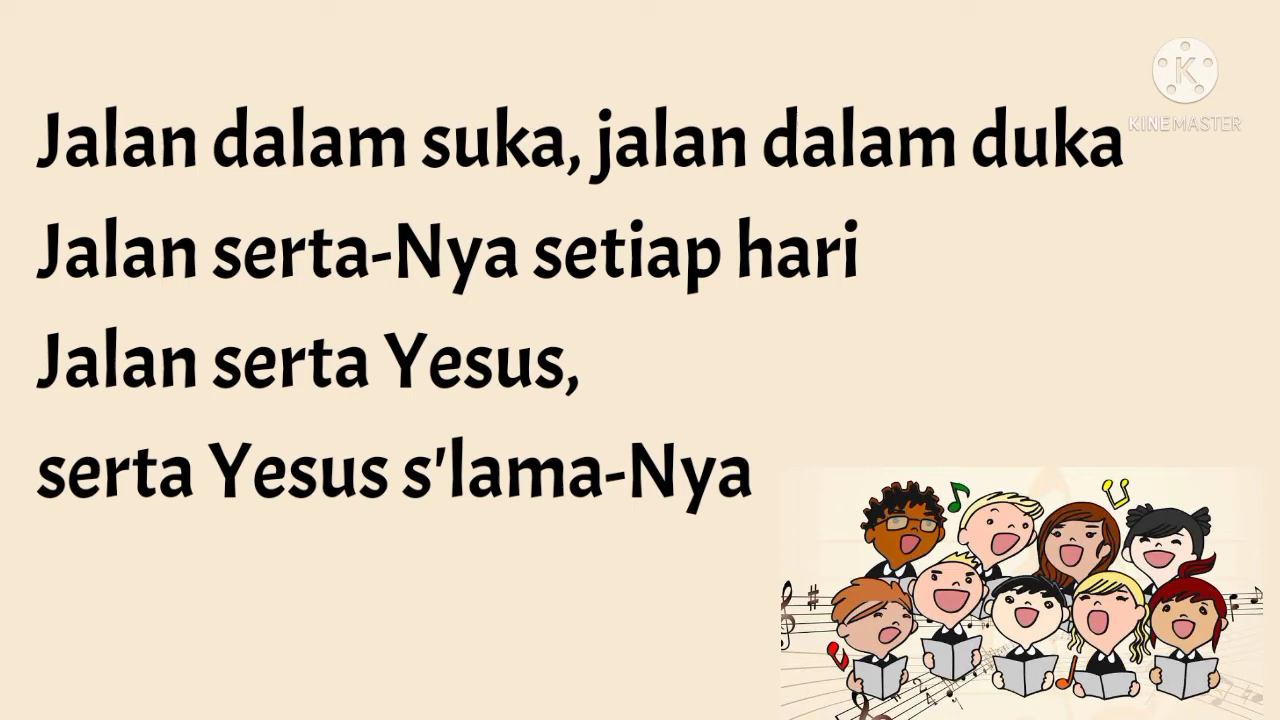 Jalan dalam suka, jalan dalam duka
Jalan serta-Nya setiap hari
Jalan serta Yesus,
serta Yesus s'lama-Nya
K
KINEMASTER